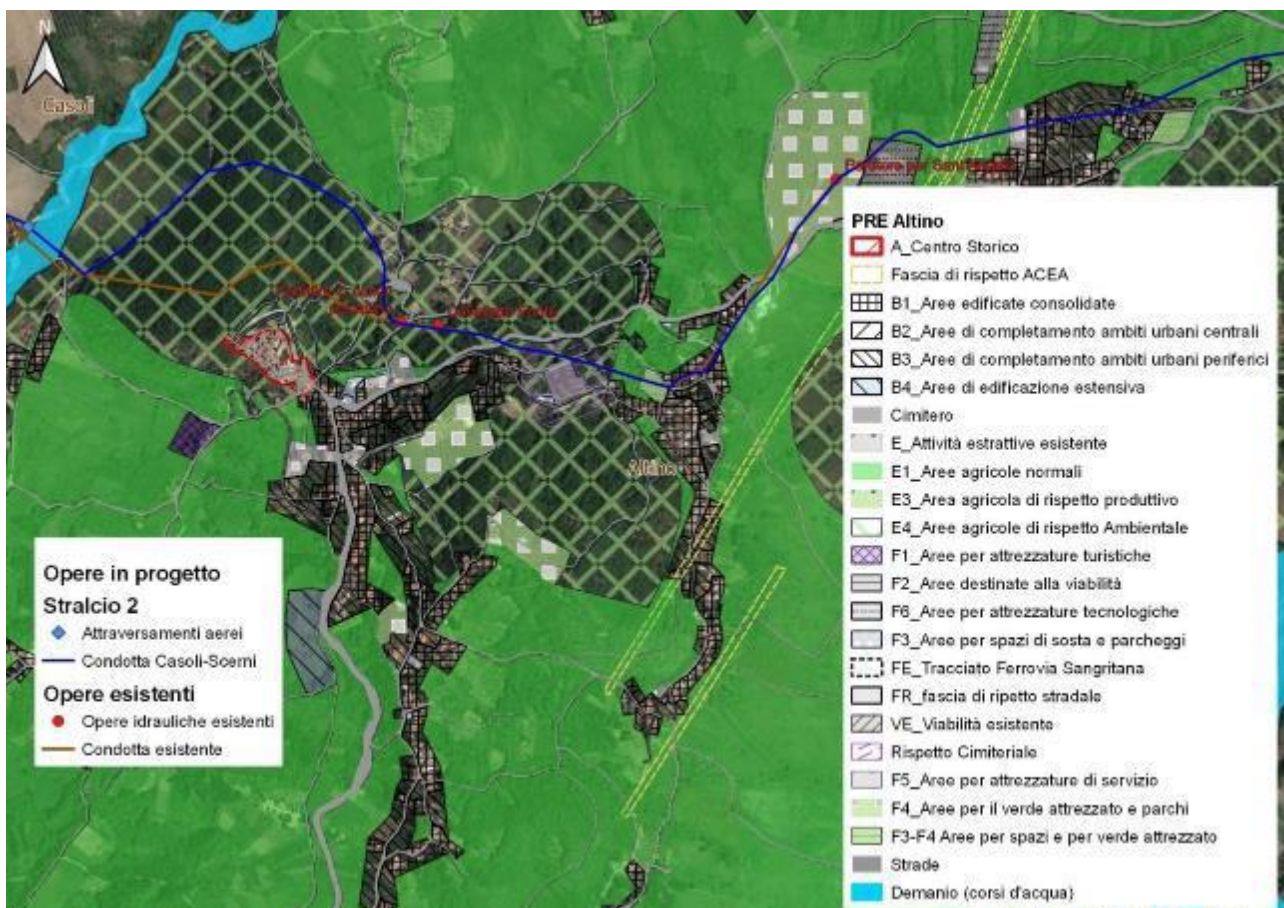 N
Casoli
Altino
PRE Altino
A_Centro Storico
Fascia di rispetto ACEA
B1_Aree edificate consolidate
B2_Aree di completamento ambiti urbani centrali
B3_Aree di completamento ambiti urbani periferici
B4_Aree di edificazione estensiva
Cimitero
E_Attività estrattive esistente
E1_Aree agricole normali
E3_Area agricola di rispetto produttivo
E4_Aree agricole di rispetto Ambientale
F1_Aree per attrezzature turistiche
F2_Aree destinate alla viabilità
F6_Aree per attrezzature tecnologiche
F3_Aree per spazi di sosta e parcheggi
FE_Tracciato Ferrovia Sangritana
FR_fascia di ripetto stradale
VE_Viabilità esistente
Rispetto Cimiteriale
F5_Aree per attrezzature di servizio
F4_Aree per il verde attrezzato e parchi
F3-F4 Aree per spazi e per verde attrezzato
Strade
Demanio (corsi d'acqua)
Opere in progetto
Stralcio 2
Attraversamenti aerei
Condotta Casoli-Scerni
Opere esistenti
Opere idrauliche esistenti
Condotta esistente